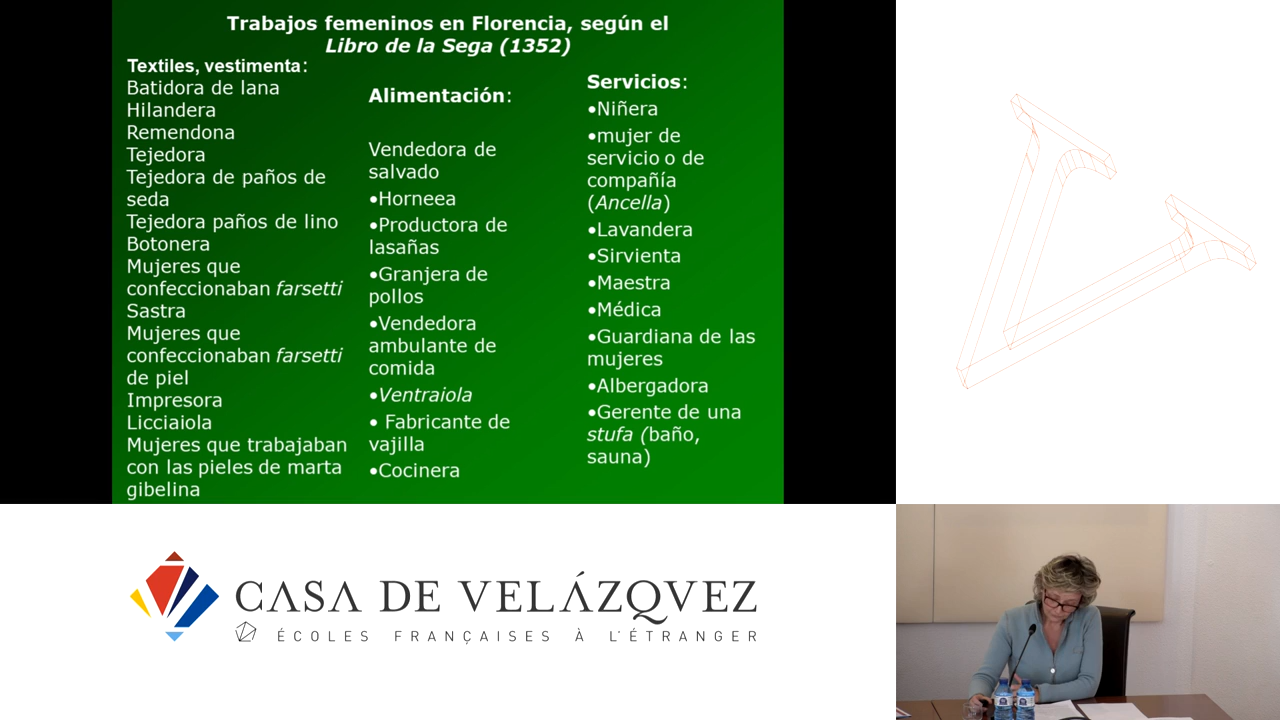 Trabajos femeninos en Florencia, según el
Libro de la Sega (1352)
Textiles, vestimenta:
Batidora de lana
Hilandera
Remendona
Tejedora
Tejedora de paños de
seda
Tejedora paños de lino
Botonera
Mujeres que
confeccionaban farsetti
Sastra
Mujeres que
confeccionaban farsetti
de piel
Impresora
Licciaiola
Mujeres que trabajaban
con las pieles de marta
gibelina
Alimentación:
Vendedora de
salvado
•Horneea
•Productora de
lasañas
•Granjera de
pollos
•Vendedora
ambulante de
comida
•Ventraiola
• Fabricante de
vajilla
•Cocinera
Servicios:
•Niñera
•mujer de
servicio o de
compañía
(Ancella)
•Lavandera
•Sirvienta
•Maestra
•Médica
•Guardiana de las
mujeres
•Albergadora
•Gerente de una
stufa (baño,
sauna)
CASA DE VELÁZQVEZ
ÉCOLES FRANÇAISES À L'ÉTRANGER